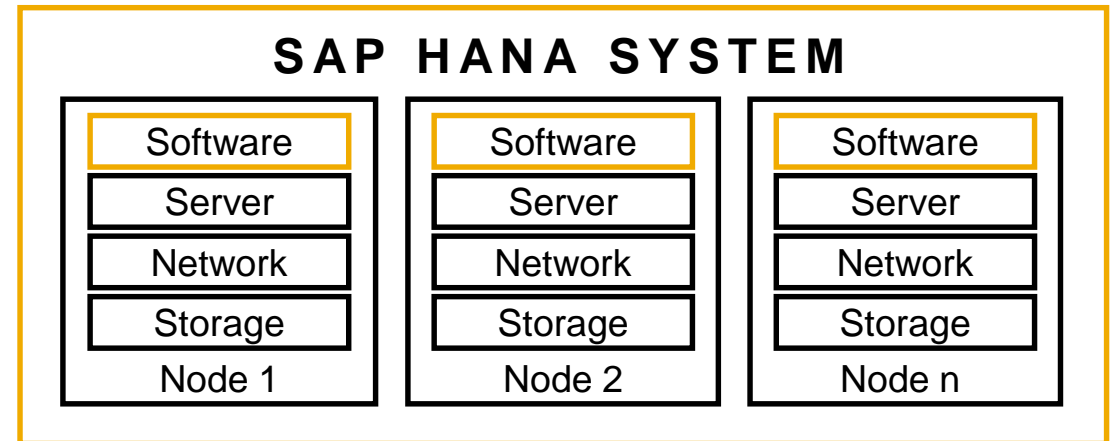 SAP HANA SYSTEM
Software
Server
Network
Storage
Node 1
Software
Server
Network
Storage
Node 2
Software
Server
Network
Storage
Node n